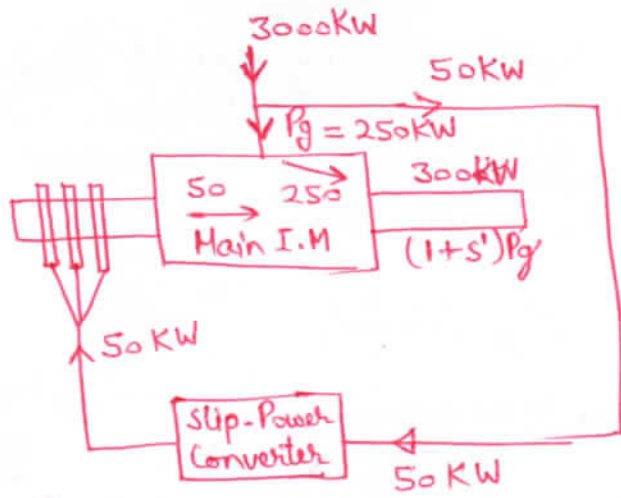 3000KW
50KW
Pg = 250KW
50
250
300KW
Main I.M
(1+s')Pg
50KW
Slip-Power
Converter
50KW